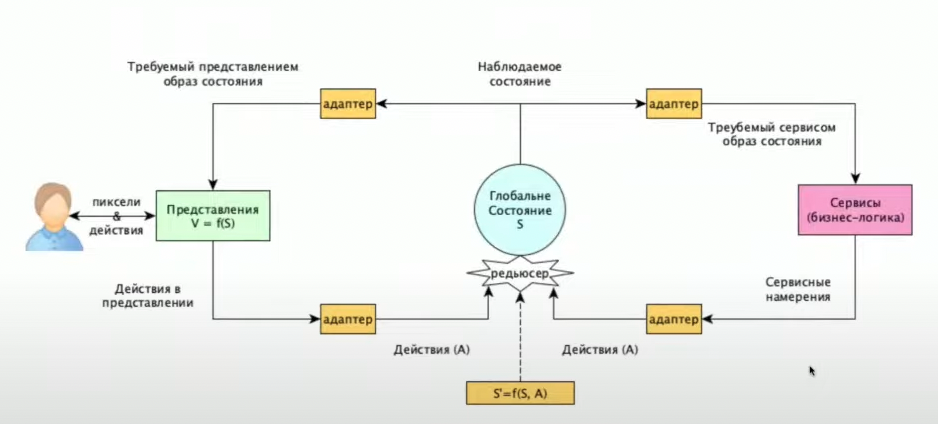 Требуемый представлением
образ состояния
Наблюдаемое
состояние
адаптер
адаптер
Треубемый сервисом
образ состояния
пиксели
&
действия
Представления
V = f(S)
Глобальне
Состояние
S
Сервисы
(бизнес-логика)
редьюсер
Действия в
представлении
Сервисные
намерения
адаптер
адаптер
Действия (А)
Действия (А)
S'=f(S, A)